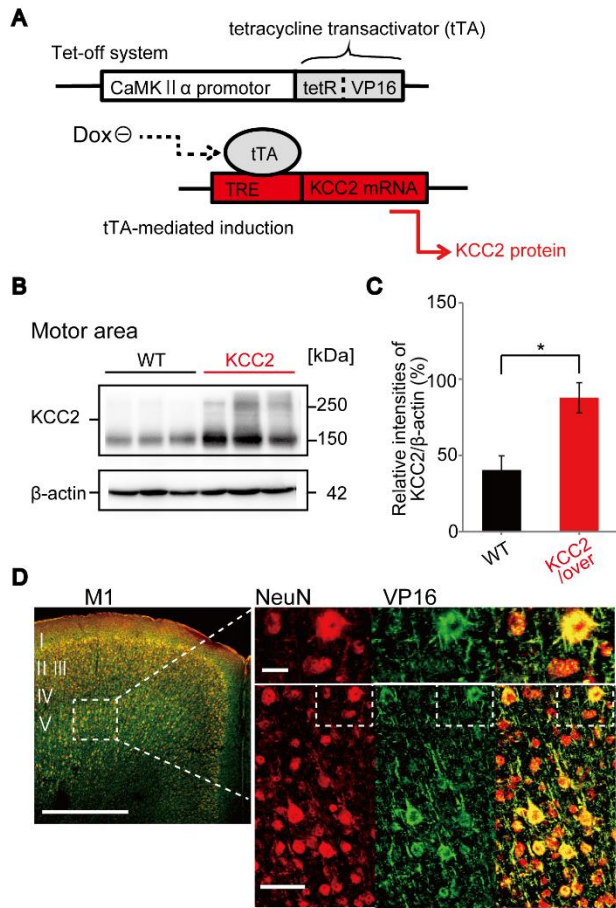 A
tetracycline transactivator (tTA)
Tet-off system
CaMK II α promotor
tetR
VP16
Dox⊖
tTA
TRE
KCC2 mRNA
tTA-mediated induction
KCC2 protein
B
Motor area
WT
KCC2
[kDa]
KCC2
250
150
β-actin
42
C
Relative intensities of
KCC2/β-actin (%)
150
100
50
0
*
WT
KCC2
/over
D
M1
NeuN
VP16
I
II III
IV
V